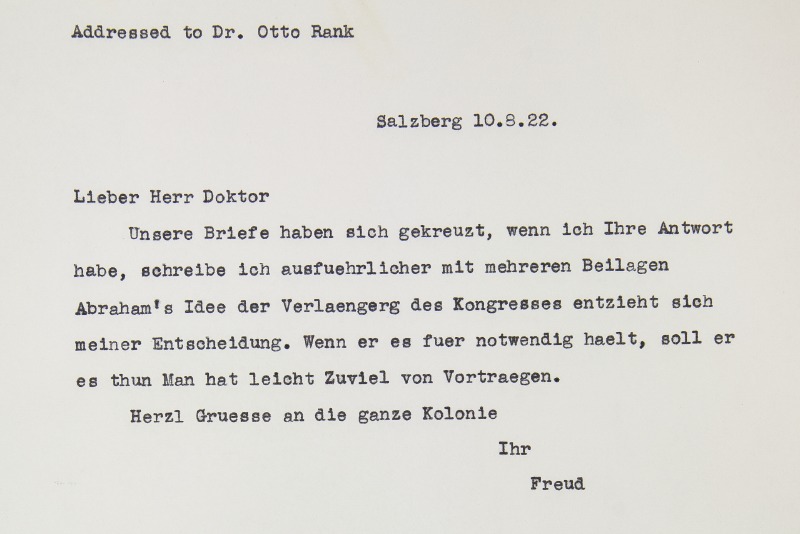 Addressed to Dr. Otto Rank
Salzberg 10.8.22.
Lieber Herr Doktor
Unsere Briefe haben sich gekreuzt, wenn ich Ihre Antwort
habe, schreibe ich ausfuehrlicher mit mehreren Beilagen
Abraham's Idee der Verlaengerg des Kongresses entzieht sich
meiner Entscheidung. Wenn er es fuer notwendig haelt, soll er
es thun Man hat leicht Zuviel von Vortraegen.
Herzl Gruesse an die ganze Kolonie
Ihr
Freud